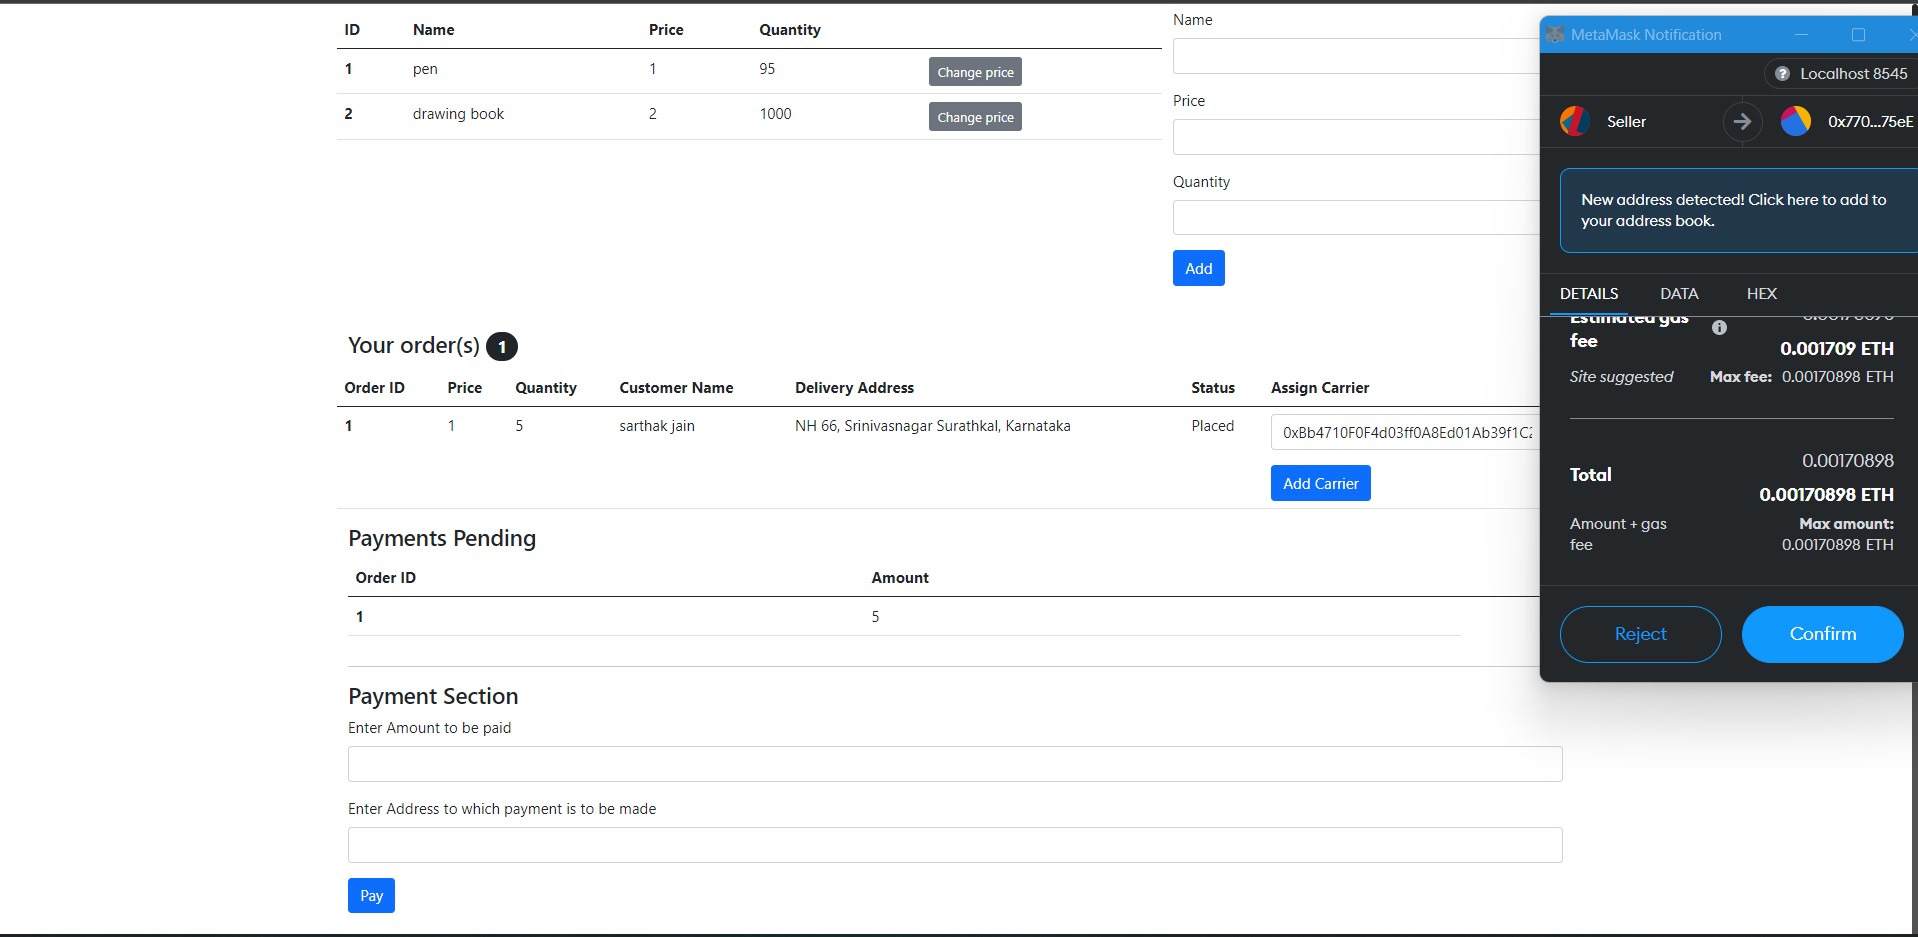 ID Name Price Quantity
1 pen 1 95 Change price
2 drawing book 2 1000 Change price
Name
Price
Quantity
Add
Your order(s) 1
Order ID Price Quantity Customer Name Delivery Address Status Assign Carrier
1 1 5 sarthak jain NH 66, Srinivasnagar Surathkal, Karnataka Placed 0xBb4710F0F4d03ff0A8Ed01Ab39f1C2
Add Carrier
Payments Pending
Order ID Amount
1 5
Payment Section
Enter Amount to be paid
Enter Address to which payment is to be made
Pay
MetaMask Notification
Localhost 8545
Seller 0x770...75eE
New address detected! Click here to add to
your address book.
DETAILS DATA HEX
Estimated gas
fee
0.001709 ETH
Site suggested Max fee: 0.00170898 ETH
0.00170898
Total
0.00170898 ETH
Amount + gas
fee
Max amount:
0.00170898 ETH
Reject Confirm